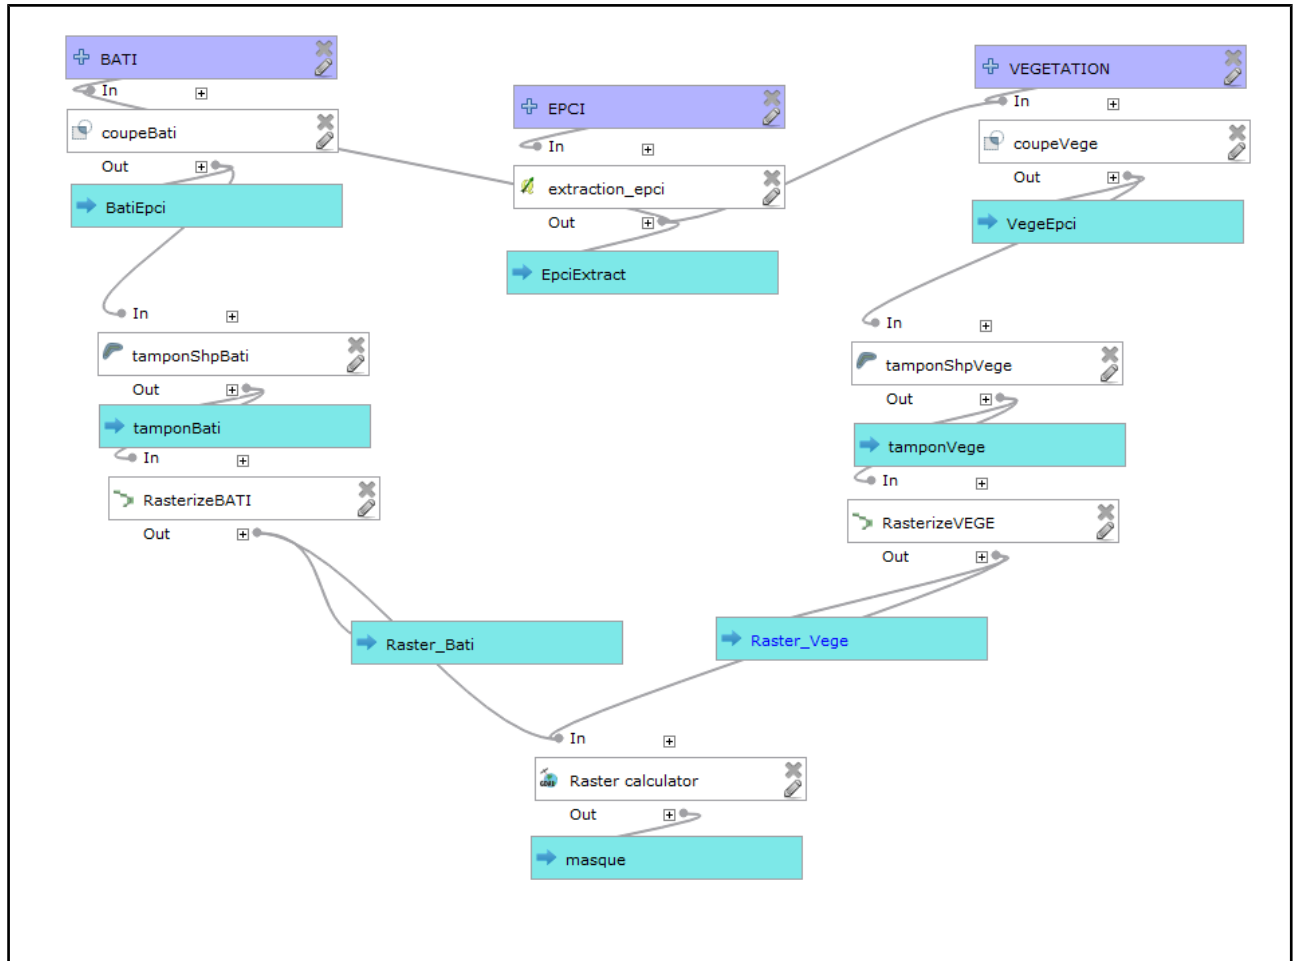 BATI
In
coupeBati
Out
BatiEpci
In
tamponShpBati
Out
tamponBati
In
RasterizeBATI
Out
Raster_Bati
EPCI
In
extraction_epci
Out
EpciExtract
VEGETATION
In
coupeVege
Out
VegeEpci
In
tamponShpVege
Out
tamponVege
In
RasterizeVEGE
Out
Raster_Vege
In
GDAL
Raster calculator
Out
masque